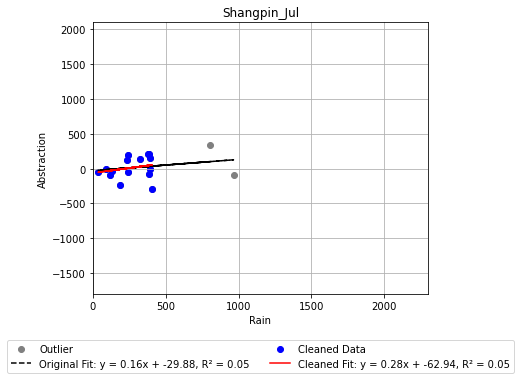 Shangpin_Jul
2000
1500
1000
500
0
-500
-1000
-1500
Abstraction
0 500 1000 1500 2000
Rain
Outlier Cleaned Data
Original Fit: y = 0.16x + -29.88, R² = 0.05 Cleaned Fit: y = 0.28x + -62.94, R² = 0.05